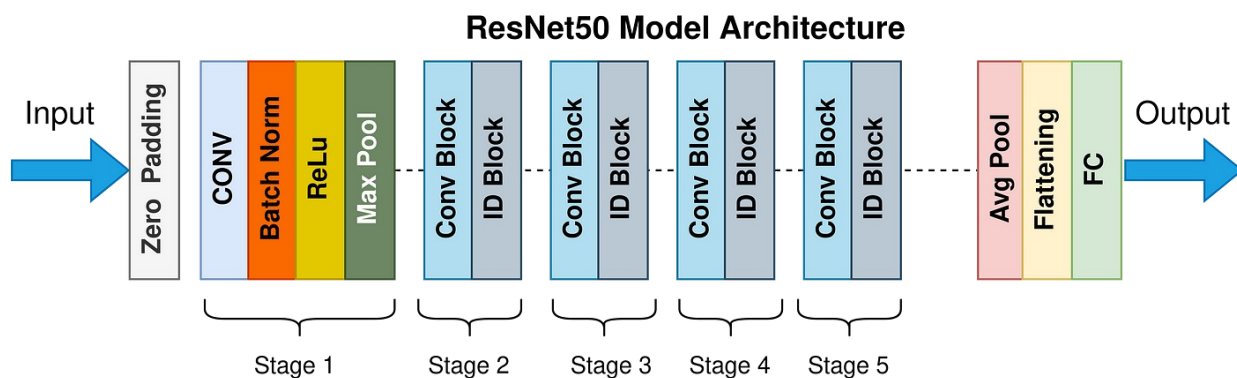 ResNet50 Model Architecture
Input
Zero Padding
CONV
Batch Norm
ReLu
Max Pool
Conv Block
ID Block
Conv Block
ID Block
Conv Block
ID Block
Conv Block
ID Block
Avg Pool
Flattening
FC
Output
Stage 1
Stage 2
Stage 3
Stage 4
Stage 5